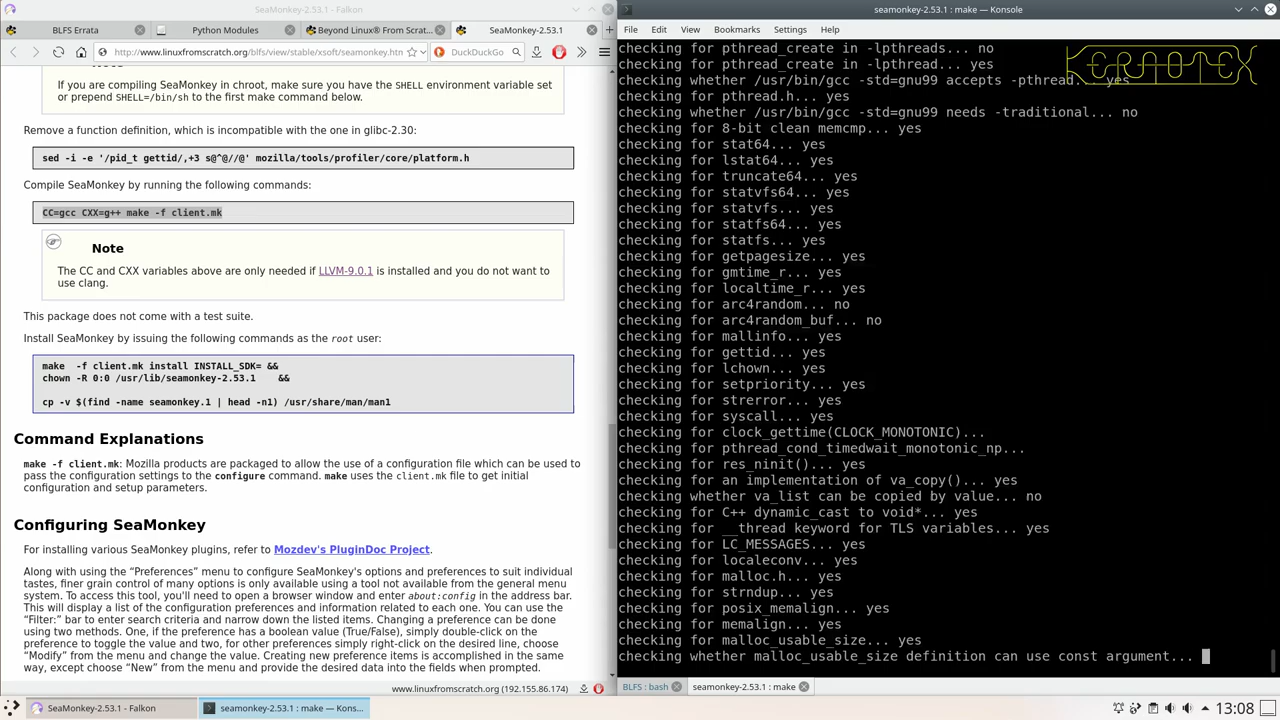 SeaMonkey-2.53.1 - Falkon
BLFS Errata
Python Modules
Beyond Linux® From Scrat...
SeaMonkey-2.53.1
http://www.linuxfromscratch.org/blfs/view/stable/xsoft/seamonkey.htm
DuckDuckGo
If you are compiling SeaMonkey in chroot, make sure you have the SHELL environment variable set
or prepend SHELL=/bin/sh to the first make command below.
Remove a function definition, which is incompatible with the one in glibc-2.30:
sed -i -e '/pid_t gettid/,+3 s@^@//@' mozilla/tools/profiler/core/platform.h
Compile SeaMonkey by running the following commands:
CC=gcc CXX=g++ make -f client.mk
Note
The CC and CXX variables above are only needed if LLVM-9.0.1 is installed and you do not want to
use clang.
This package does not come with a test suite.
Install SeaMonkey by issuing the following commands as the root user:
make  -f client.mk install INSTALL_SDK= &&
chown -R 0:0 /usr/lib/seamonkey-2.53.1    &&
cp -v $(find -name seamonkey.1 | head -n1) /usr/share/man/man1
Command Explanations
make -f client.mk: Mozilla products are packaged to allow the use of a configuration file which can be used to
pass the configuration settings to the configure command. make uses the client.mk file to get initial
configuration and setup parameters.
Configuring SeaMonkey
For installing various SeaMonkey plugins, refer to Mozdev's PluginDoc Project.
Along with using the “Preferences” menu to configure SeaMonkey's options and preferences to suit individual
tastes, finer grain control of many options is only available using a tool not available from the general menu
system. To access this tool, you'll need to open a browser window and enter about:config in the address bar.
This will display a list of the configuration preferences and information related to each one. You can use the
“Filter:” bar to enter search criteria and narrow down the listed items. Changing a preference can be done
using two methods. One, if the preference has a boolean value (True/False), simply double-click on the
preference to toggle the value and two, for other preferences simply right-click on the desired line, choose
“Modify” from the menu and change the value. Creating new preference items is accomplished in the same
way, except choose “New” from the menu and provide the desired data into the fields when prompted.
www.linuxfromscratch.org (192.155.86.174)
seamonkey-2.53.1 : make — Konsole
File Edit View Bookmarks Settings Help
KERNOTEX
checking for pthread_create in -lpthreads... no
checking for pthread_create in -lpthread... yes
checking whether /usr/bin/gcc -std=gnu99 accepts -pthread... yes
checking for pthread.h... yes
checking whether /usr/bin/gcc -std=gnu99 needs -traditional... no
checking for 8-bit clean memcmp... yes
checking for stat64... yes
checking for lstat64... yes
checking for truncate64... yes
checking for statvfs64... yes
checking for statvfs... yes
checking for statfs64... yes
checking for statfs... yes
checking for getpagesize... yes
checking for gmtime_r... yes
checking for localtime_r... yes
checking for arc4random... no
checking for arc4random_buf... no
checking for mallinfo... yes
checking for gettid... yes
checking for lchown... yes
checking for setpriority... yes
checking for strerror... yes
checking for syscall... yes
checking for clock_gettime(CLOCK_MONOTONIC)...
checking for pthread_cond_timedwait_monotonic_np...
checking for res_ninit()... yes
checking for an implementation of va_copy()... yes
checking whether va_list can be copied by value... no
checking for C++ dynamic_cast to void*... yes
checking for __thread keyword for TLS variables... yes
checking for LC_MESSAGES... yes
checking for localeconv... yes
checking for malloc.h... yes
checking for strndup... yes
checking for posix_memalign... yes
checking for memalign... yes
checking for malloc_usable_size... yes
checking whether malloc_usable_size definition can use const argument...
BLFS : bash
seamonkey-2.53.1 : make
SeaMonkey-2.53.1 - Falkon
seamonkey-2.53.1 : make — Kons...
13:08